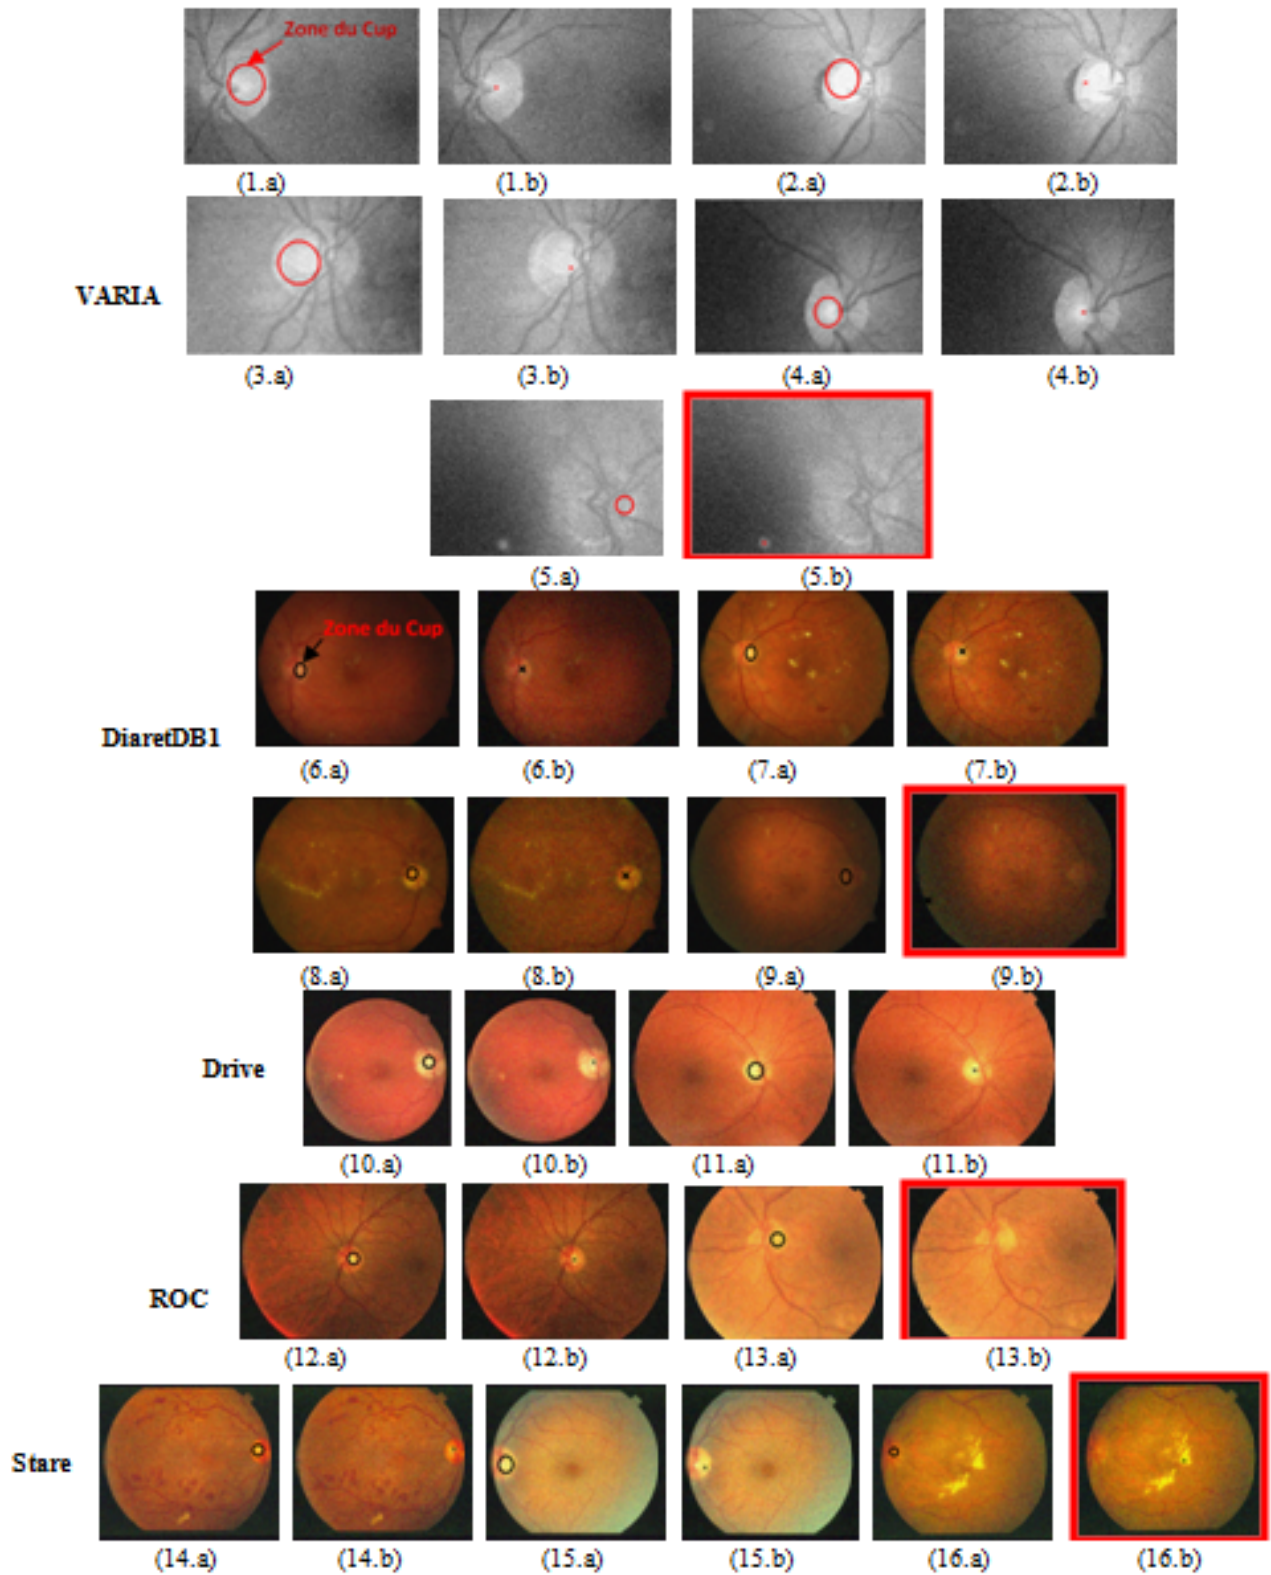 Zone du Cup
(1.a) (1.b) (2.a) (2.b)
VARIA
(3.a) (3.b) (4.a) (4.b)
(5.a) (5.b)
Zone du Cup
(6.a) (6.b) (7.a) (7.b)
DiaretDB1
(8.a) (8.b) (9.a) (9.b)
Drive
(10.a) (10.b) (11.a) (11.b)
ROC
(12.a) (12.b) (13.a) (13.b)
Stare
(14.a) (14.b) (15.a) (15.b) (16.a) (16.b)